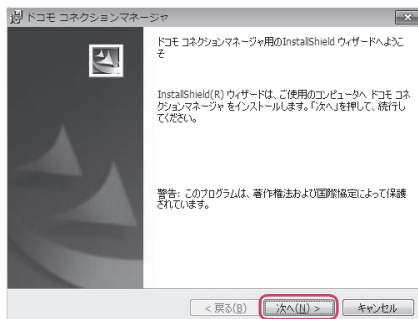 ドコモ コネクションマネージャ
ドコモ コネクションマネージャ用のInstallShield ウィザードへようこ
そ
InstallShield(R) ウィザードは、ご使用のコンピュータへ ドコモ コネ
クションマネージャ をインストールします。「次へ」を押して、続行し
てください。
警告: このプログラムは、著作権法および国際協定によって保護
されています。
< 戻る(B)
次へ(N) >
キャンセル